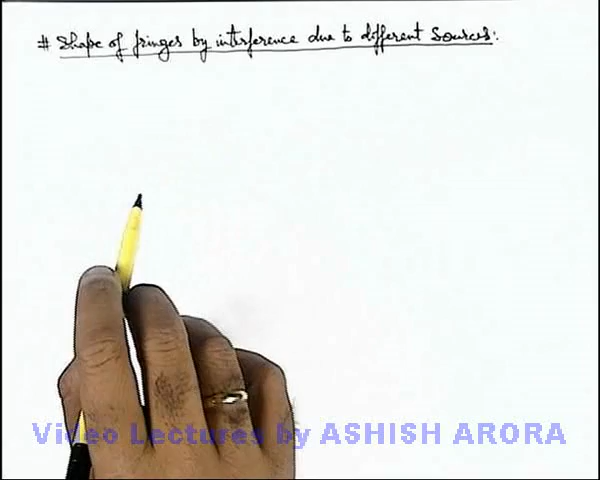 # Shape of fringes by interference due to different sources:
Video Lectures by ASHISH ARORA